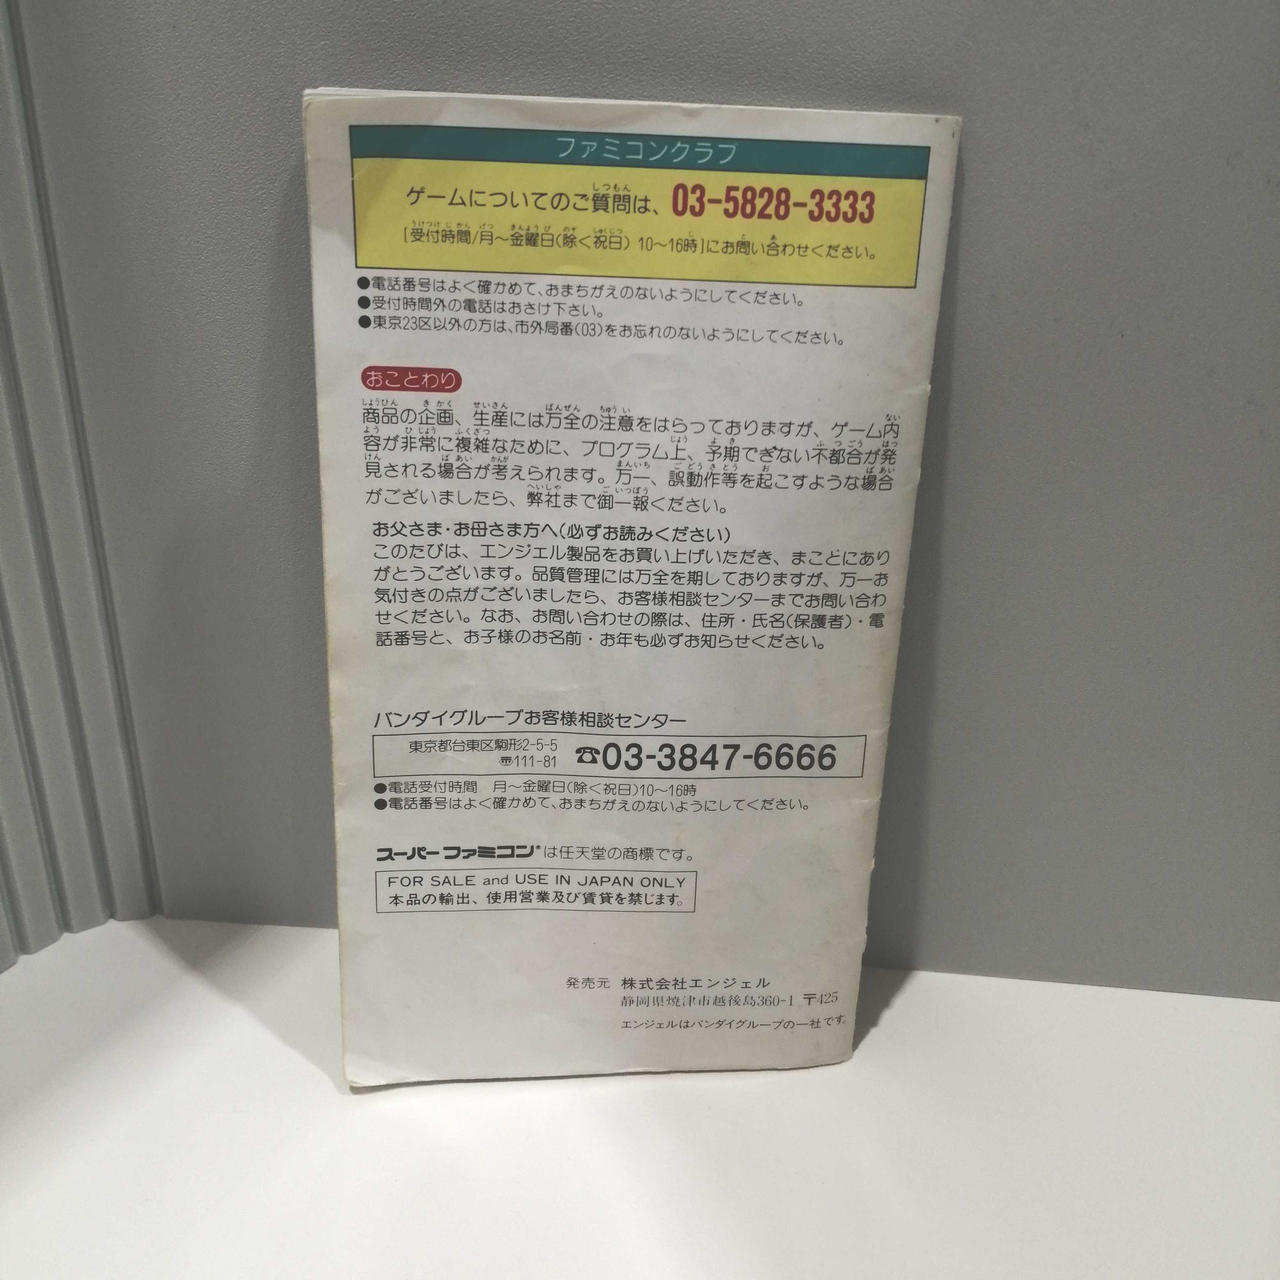 ファミコンクラブ
ゲームについてのご質問は、03-5828-3333
[受付時間/月〜金曜日(除く祝日) 10〜16時]にお問い合わせください。
●電話番号はよく確かめて、おまちがえのないようにしてください。
●受付時間外の電話はおさけ下さい。
●東京23区以外の方は、市外局番(03)をお忘れのないようにしてください。
おことわり
商品の企画、生産には万全の注意をはらっておりますが、ゲーム内
容が非常に複雑なために、プログラム上、予期できない不都合が発
見される場合が考えられます。万一、誤動作等を起こすような場合
がございましたら、弊社まで御一報ください。
お父さま・お母さま方へ(必ずお読みください)
このたびは、エンジェル製品をお買い上げいただき、まことにあり
がとうございます。品質管理には万全を期しておりますが、万一お
気付きの点がございましたら、お客様相談センターまでお問い合わ
せください。なお、お問い合わせの際は、住所・氏名(保護者)・電
話番号と、お子様のお名前・お年も必ずお知らせください。
バンダイグループお客様相談センター
東京都台東区駒形2-5-5
〠111-81 ☎03-3847-6666
●電話受付時間 月〜金曜日(除く祝日)10〜16時
●電話番号はよく確かめて、おまちがえのないようにしてください。
スーパーファミコン®は任天堂の商標です。
FOR SALE and USE IN JAPAN ONLY
本品の輸出、使用営業及び賃貸を禁じます。
発売元 株式会社エンジェル
静岡県焼津市越後島360-1 〒425
エンジェルはバンダイグループの一社です。